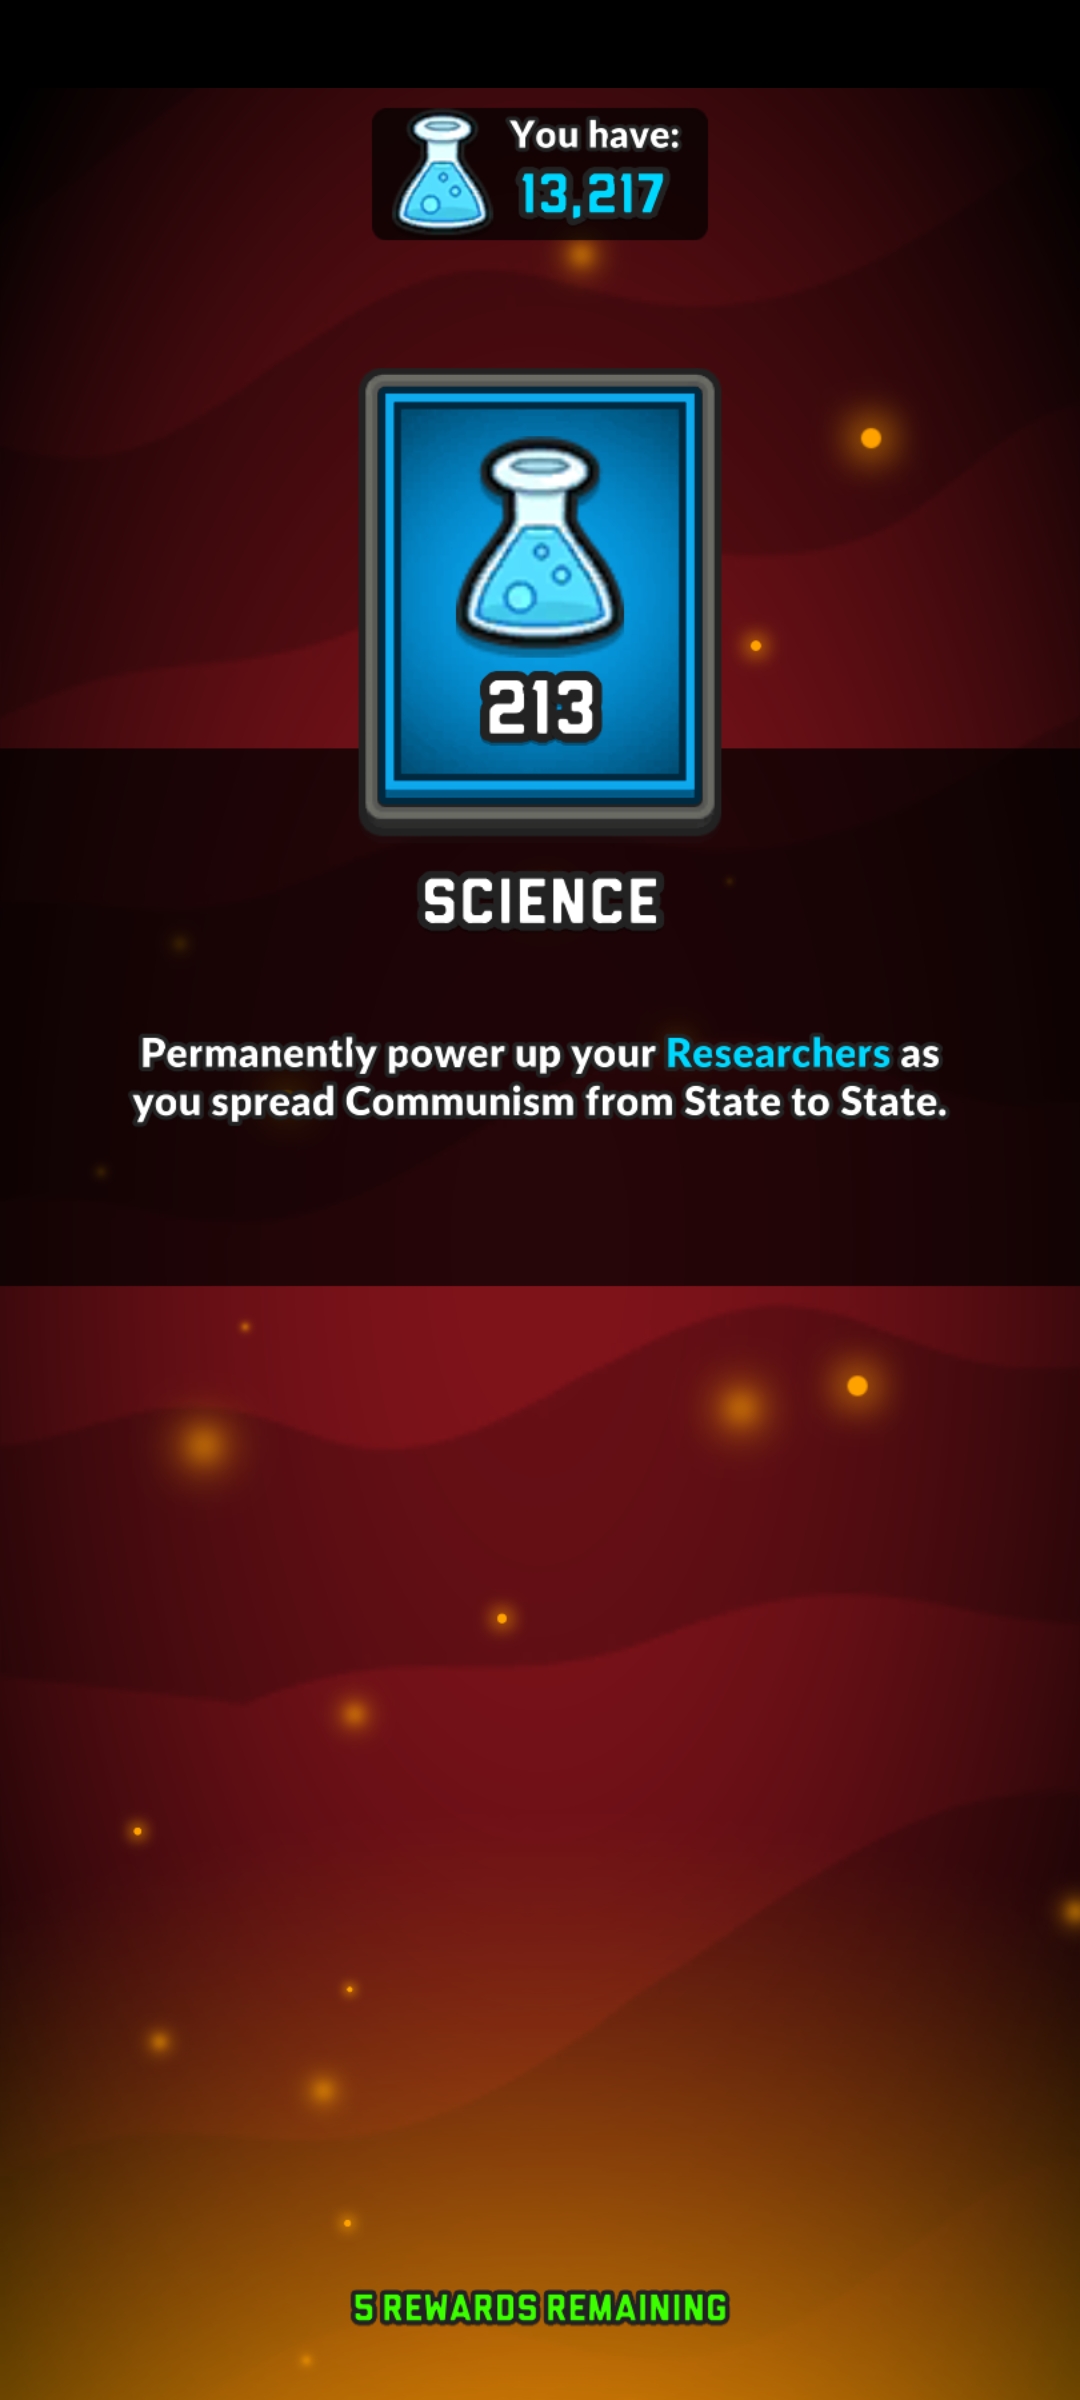 You have:
13,217
213
SCIENCE
Permanently power up your Researchers as
you spread Communism from State to State.
5 REWARDS REMAINING